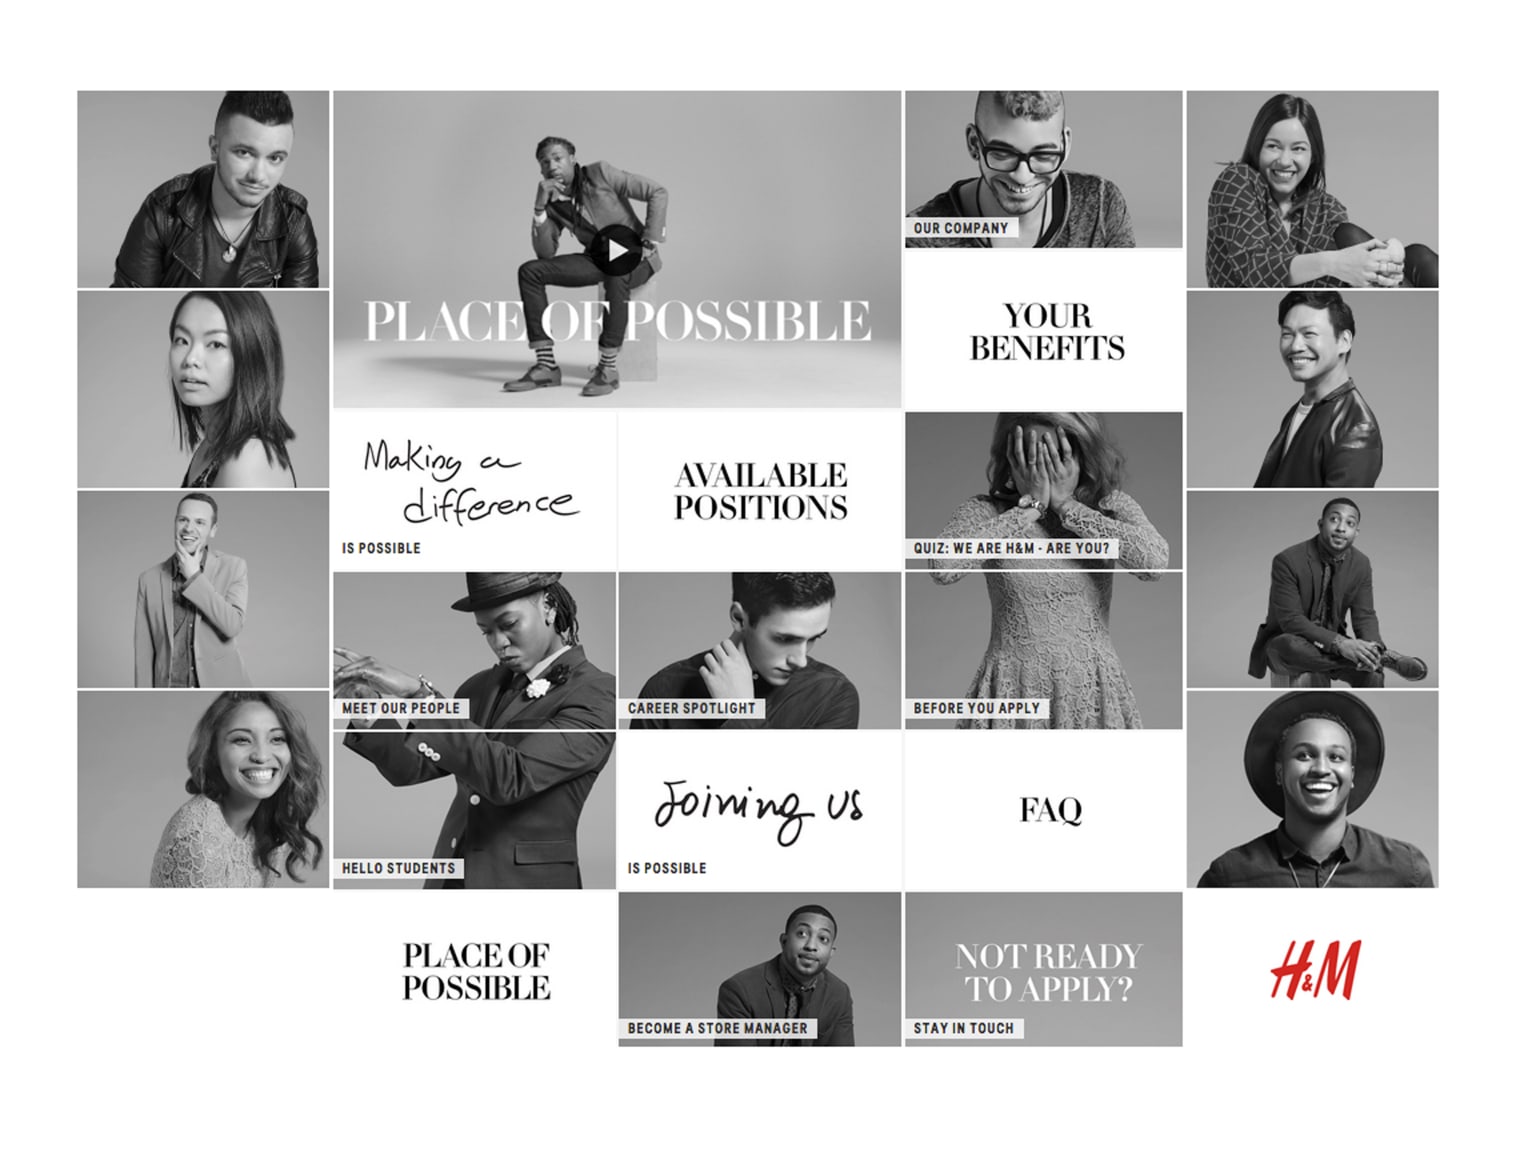 PLACE OF POSSIBLE
OUR COMPANY
YOUR
BENEFITS
Making a
difference
IS POSSIBLE
AVAILABLE
POSITIONS
QUIZ: WE ARE H&M - ARE YOU?
MEET OUR PEOPLE
CAREER SPOTLIGHT
BEFORE YOU APPLY
HELLO STUDENTS
Joining us
IS POSSIBLE
FAQ
PLACE OF
POSSIBLE
BECOME A STORE MANAGER
NOT READY
TO APPLY?
STAY IN TOUCH
H&M